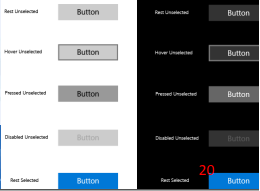 Rest Unselected Button Rest Unselected Button
Hover Unselected Button Hover Unselected Button
Pressed Unselected Button Pressed Unselected Button
Disabled Unselected Button Disabled Unselected Button
20
Rest Selected Button Rest Selected Button